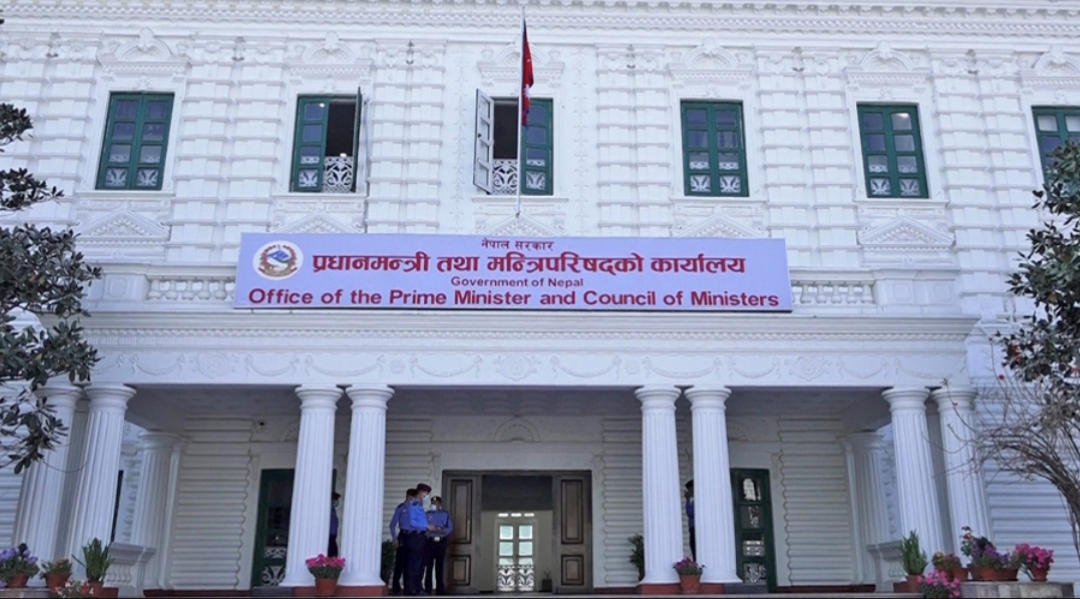 नेपाल सरकार
प्रधानमन्त्री तथा मन्त्रिपरिषदको कार्यालय
Government of Nepal
Office of the Prime Minister and Council of Ministers